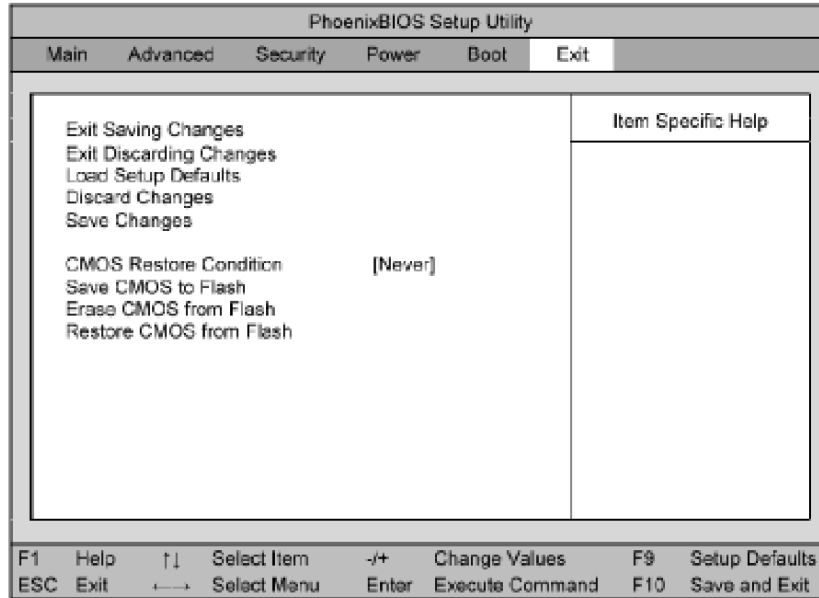 PhoenixBIOS Setup Utility
Main Advanced Security Power Boot Exit
Item Specific Help
Exit Saving Changes
Exit Discarding Changes
Load Setup Defaults
Discard Changes
Save Changes
CMOS Restore Condition [Never]
Save CMOS to Flash
Erase CMOS from Flash
Restore CMOS from Flash
F1 Help ↑↓ Select Item -/+ Change Values F9 Setup Defaults
ESC Exit ←→ Select Menu Enter Execute Command F10 Save and Exit